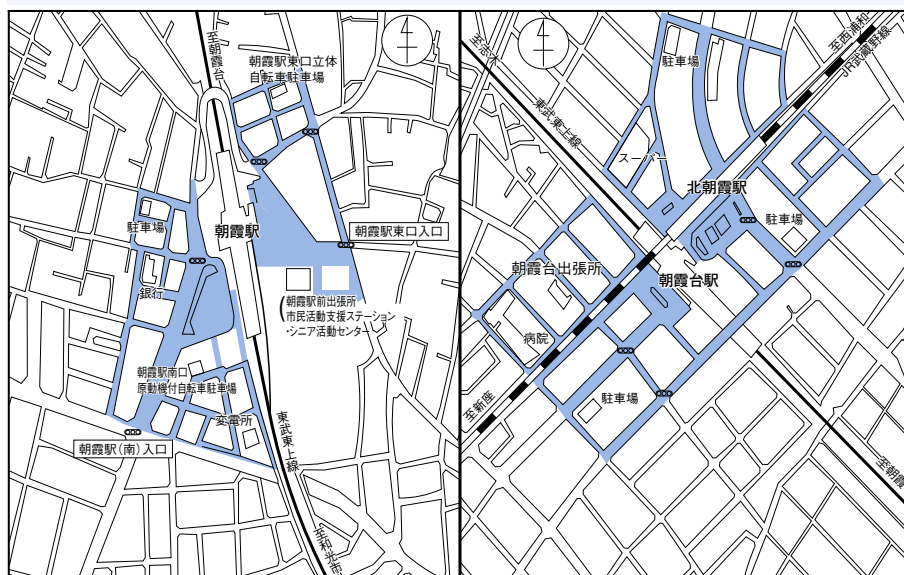 至朝霞台
朝霞駅東口立体
自転車駐車場
駐車場
朝霞駅
朝霞駅東口入口
銀行
朝霞駅前出張所
市民活動支援ステーション
・シニア活動センター
朝霞駅南口
原動機付自転車駐車場
変電所
朝霞駅(南)入口
東武東上線
至和光市
至志木
駐車場
至西浦和
JR武蔵野線
東武東上線
スーパー
北朝霞駅
駐車場
朝霞台出張所
朝霞台駅
病院
至新座
駐車場
至朝霞